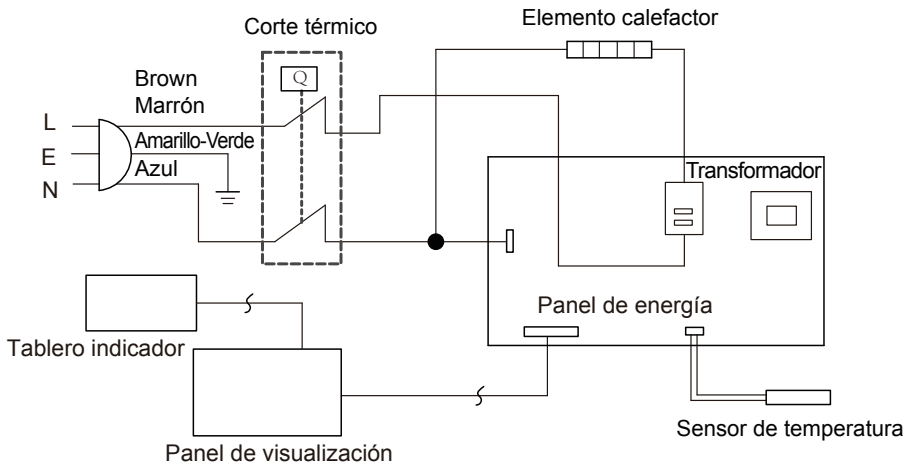 Elemento calefactor
Corte térmico
Q
Brown
Marrón
L
Amarillo-Verde
E
Azul
N
Transformador
Panel de energía
Tablero indicador
Sensor de temperatura
Panel de visualización